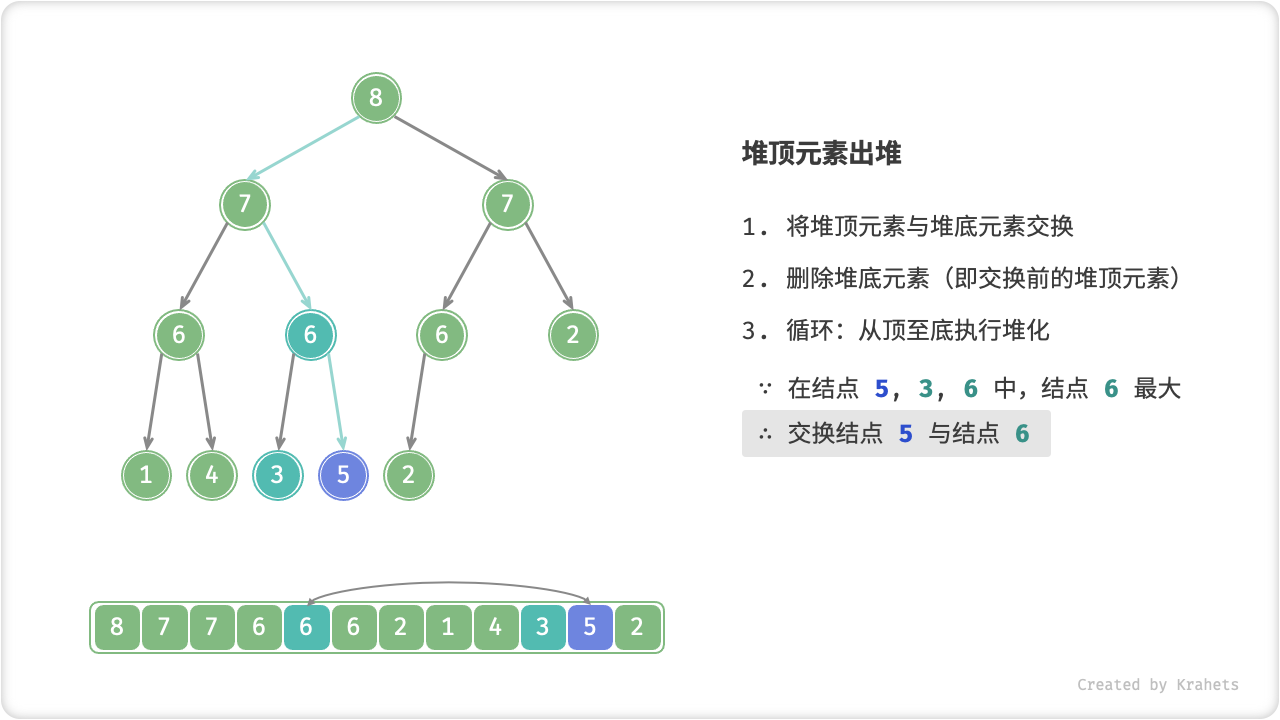 8
堆顶元素出堆
7 7
1. 将堆顶元素与堆底元素交换
2. 删除堆底元素（即交换前的堆顶元素）
6 6 6 2
3. 循环：从顶至底执行堆化
∵ 在结点 5, 3, 6 中，结点 6 最大
∴ 交换结点 5 与结点 6
1 4 3 5 2
8 7 7 6 6 6 2 1 4 3 5 2
Created by Krahets